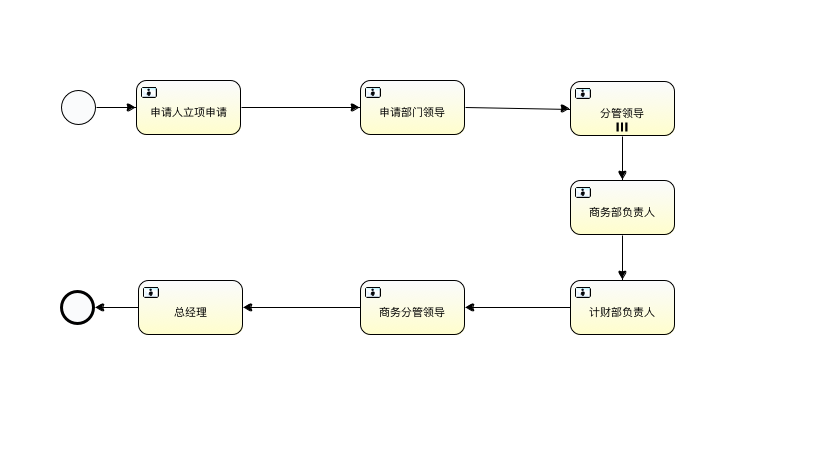 申请人立项申请
申请部门领导
分管领导
商务部负责人
计财部负责人
商务分管领导
总经理